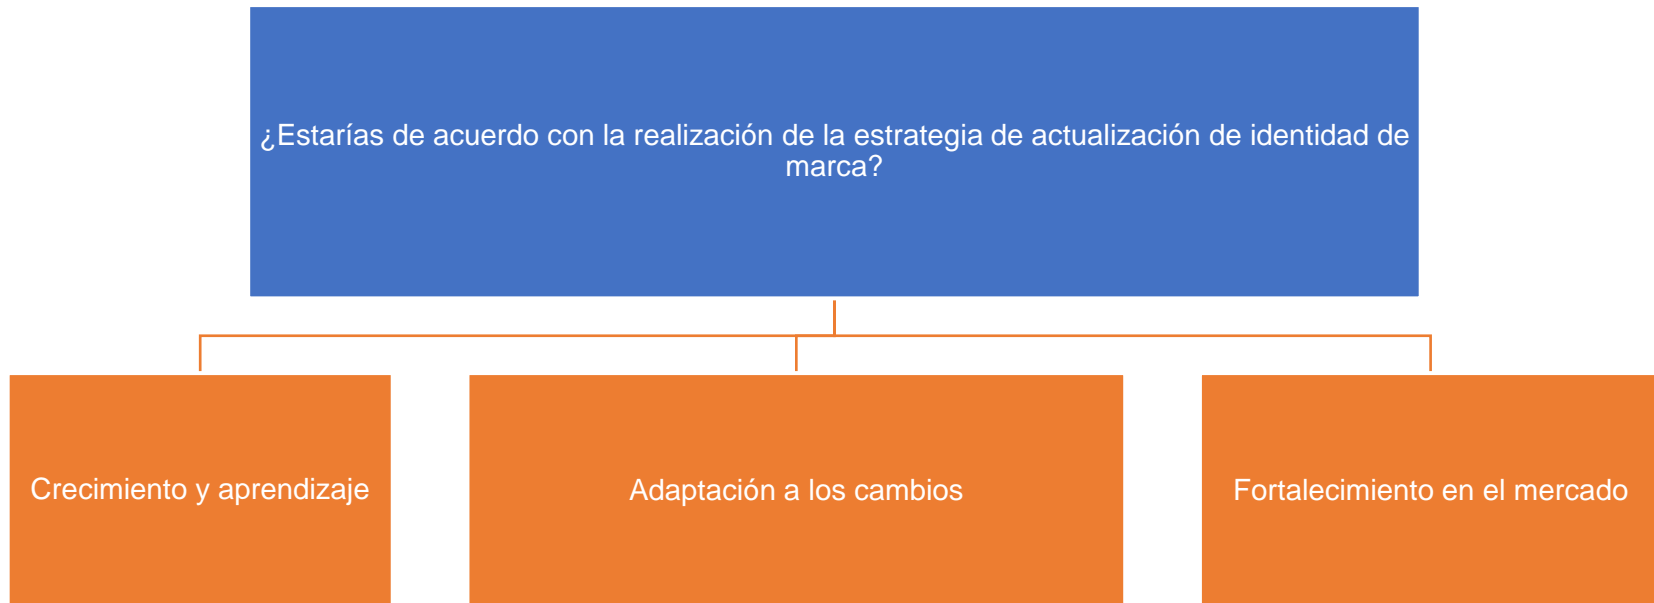 ¿Estarías de acuerdo con la realización de la estrategia de actualización de identidad de
marca?
Crecimiento y aprendizaje
Adaptación a los cambios
Fortalecimiento en el mercado